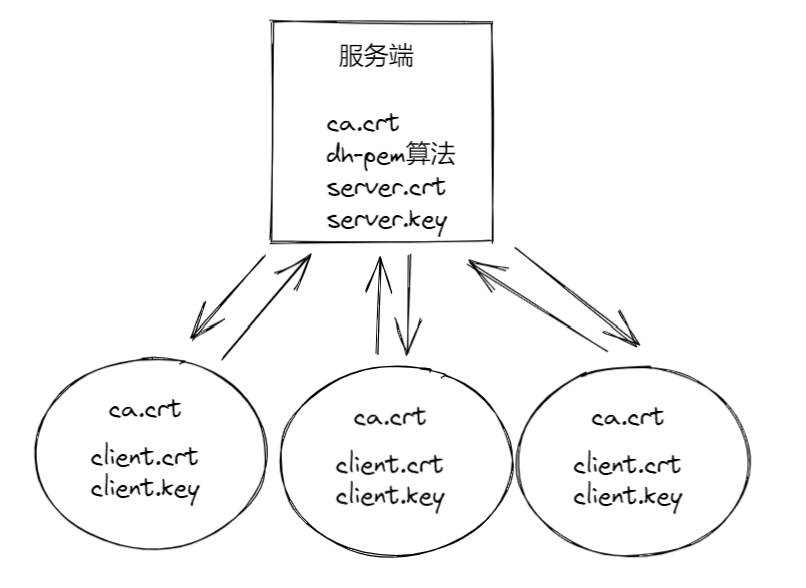 服务端
ca.crt
dh-pem算法
server.crt
server.key
ca.crt
client.crt
client.key
ca.crt
client.crt
client.key
ca.crt
client.crt
client.key